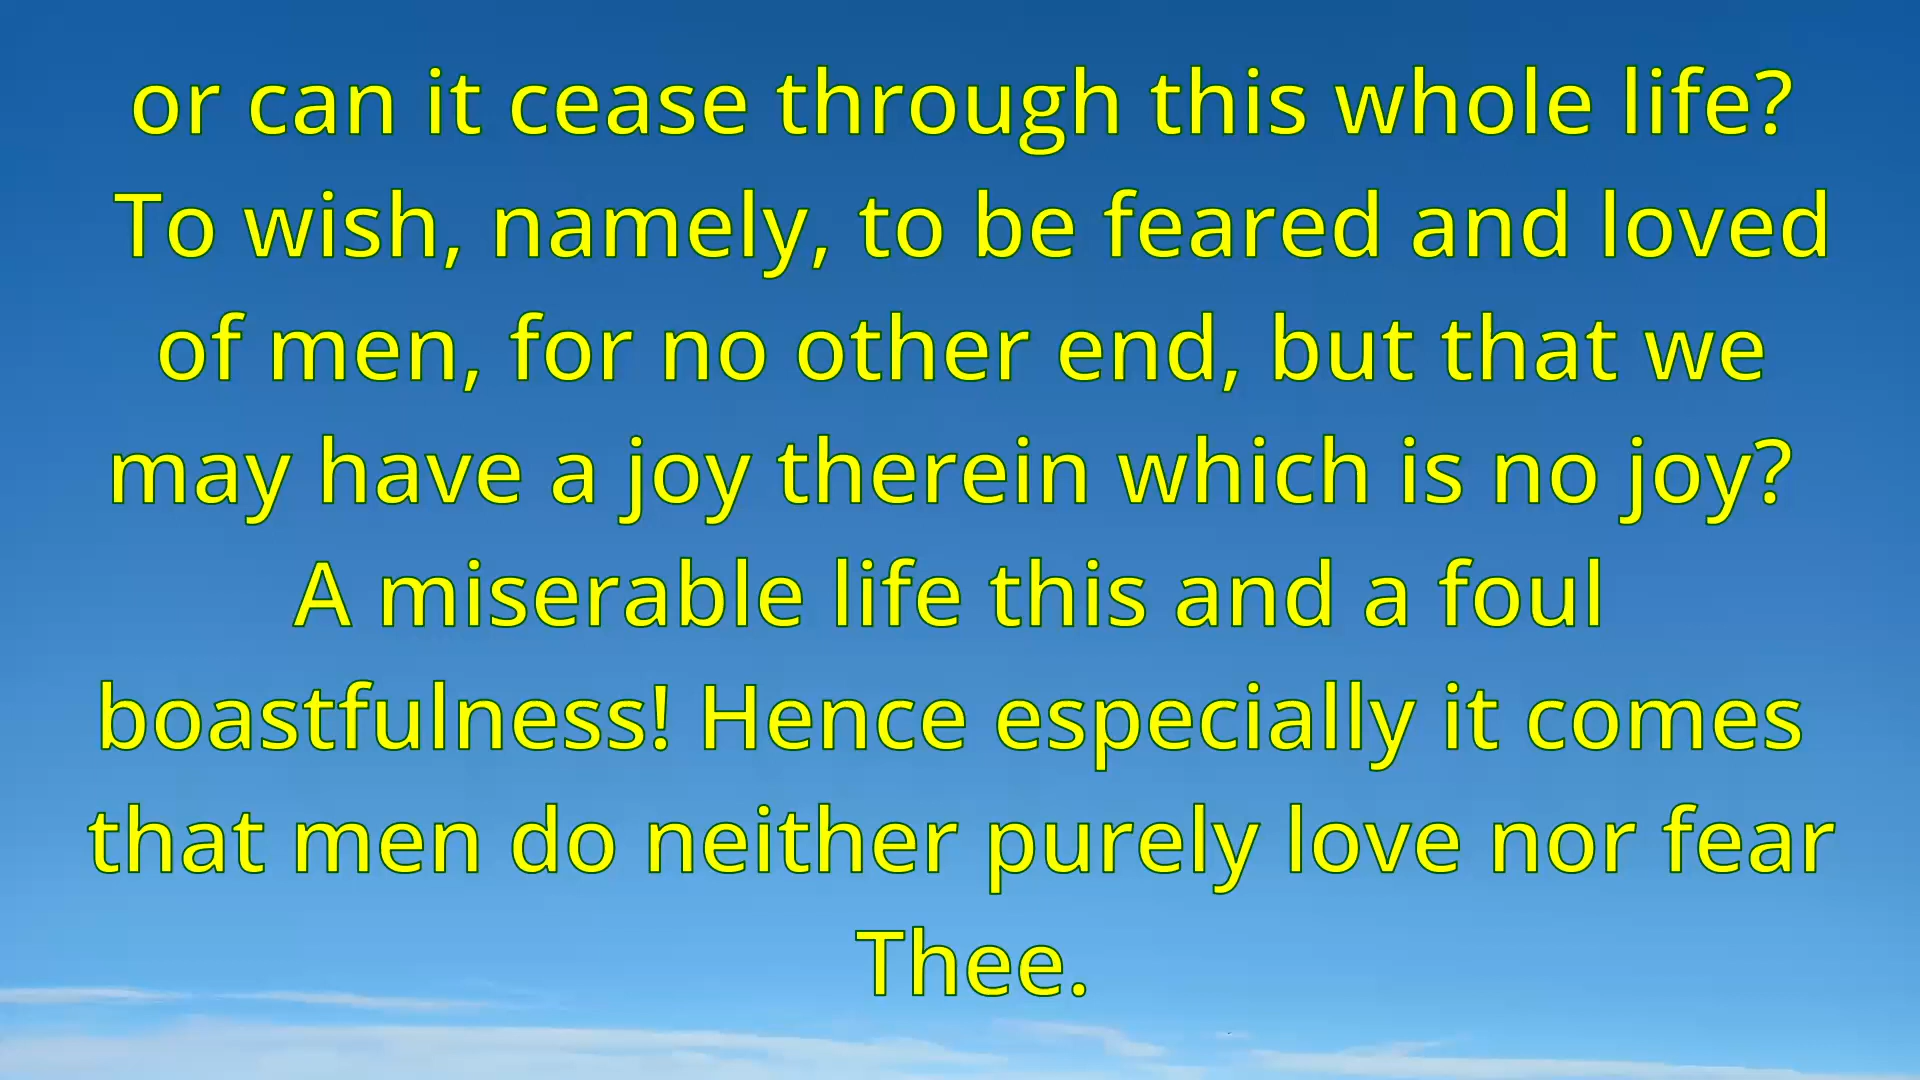 or can it cease through this whole life?
To wish, namely, to be feared and loved
of men, for no other end, but that we
may have a joy therein which is no joy?
A miserable life this and a foul
boastfulness! Hence especially it comes
that men do neither purely love nor fear
Thee.